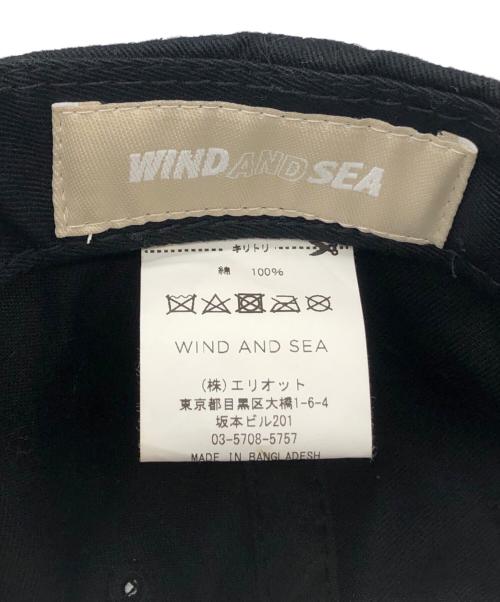 WIND AND SEA
キリトリ
綿 100%
WIND AND SEA
(株)エリオット
東京都目黒区大橋1-6-4
坂本ビル201
03-5708-5757
MADE IN BANGLADESH